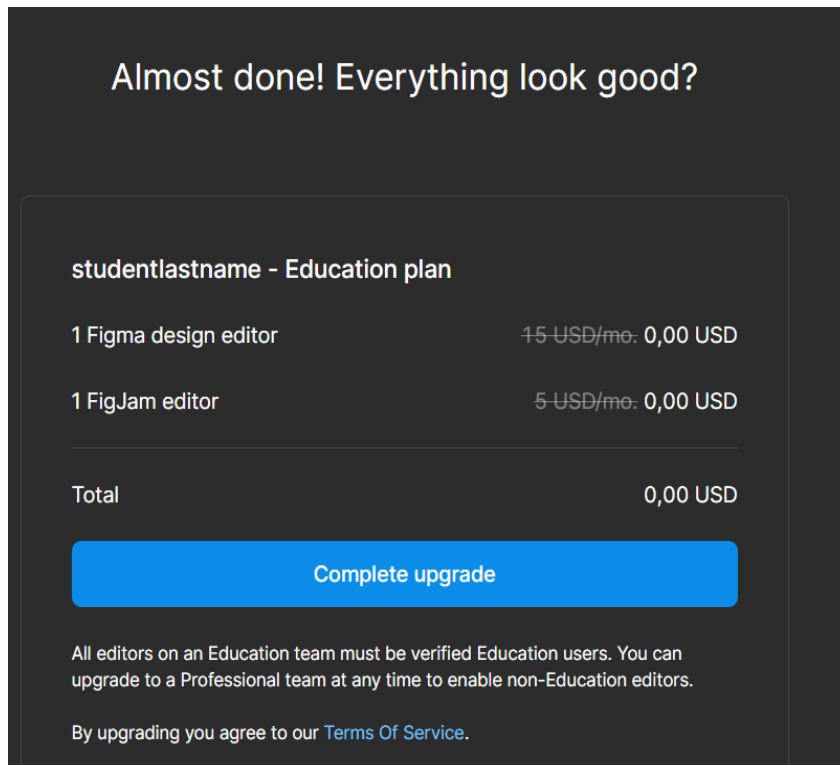 Almost done! Everything look good?
studentlastname - Education plan
1 Figma design editor 15 USD/mo. 0,00 USD
1 FigJam editor 5 USD/mo. 0,00 USD
Total 0,00 USD
Complete upgrade
All editors on an Education team must be verified Education users. You can
upgrade to a Professional team at any time to enable non-Education editors.
By upgrading you agree to our Terms Of Service.